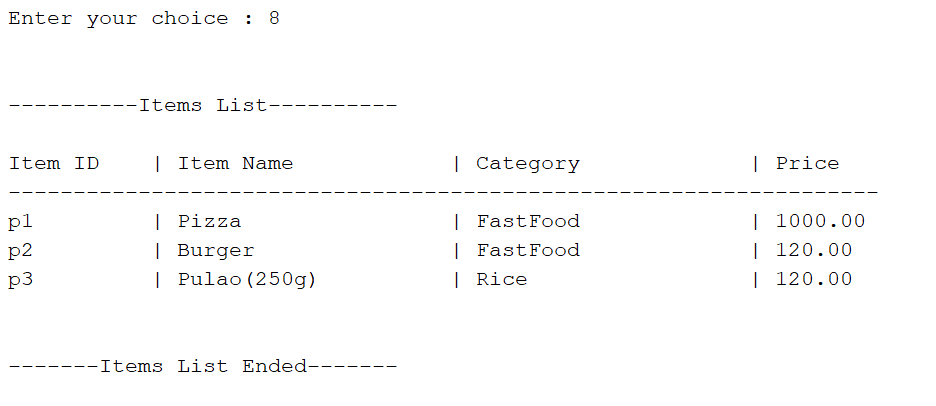 Enter your choice : 8
----------Items List----------
Item ID    | Item Name            | Category             | Price
-------------------------------------------------------------------
p1         | Pizza                | FastFood             | 1000.00
p2         | Burger               | FastFood             | 120.00
p3         | Pulao(250g)          | Rice                 | 120.00
-------Items List Ended-------